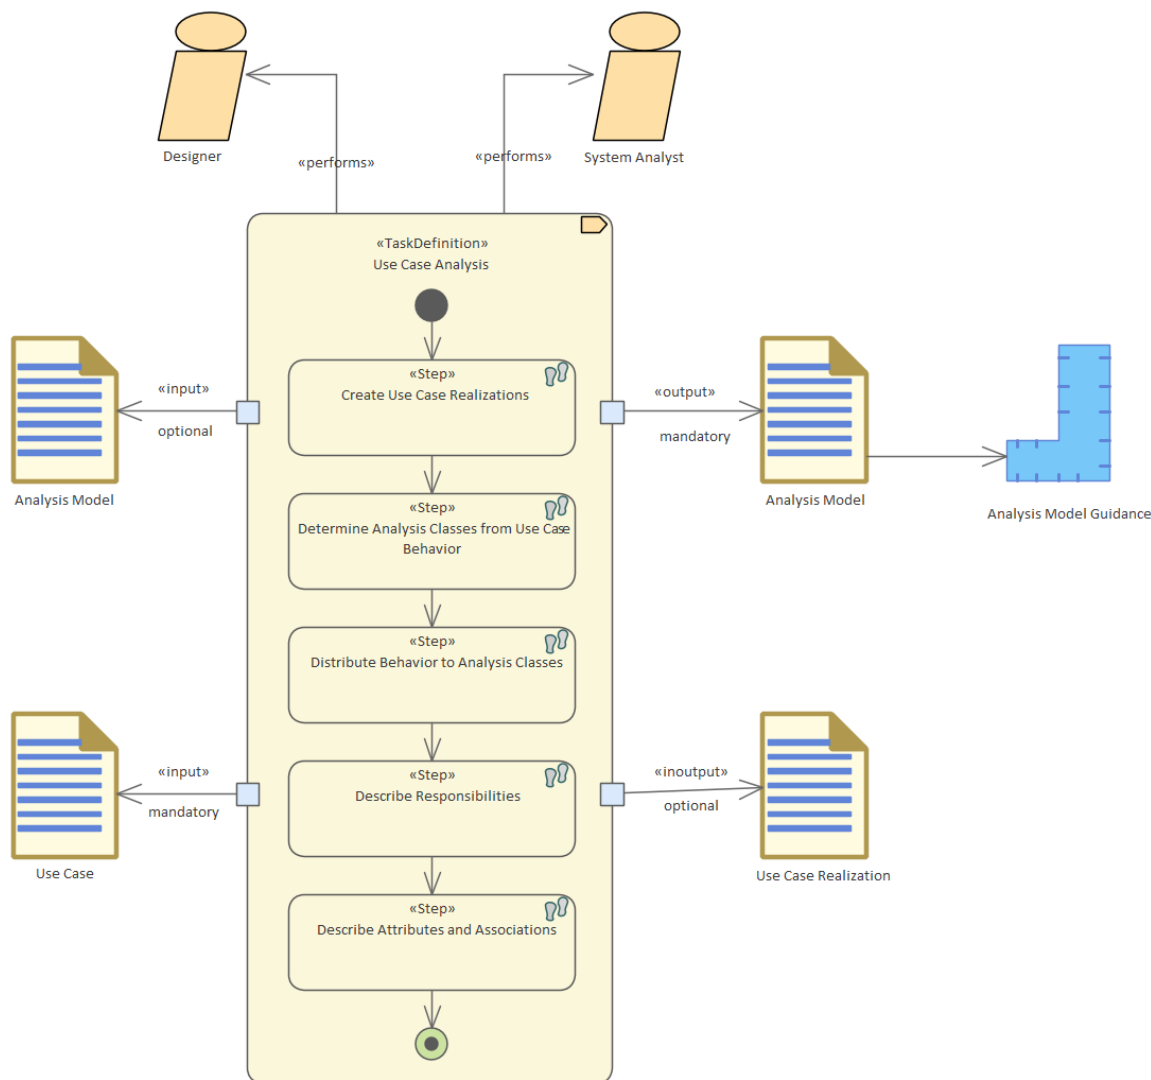 Designer
System Analyst
«performs»
«performs»
«TaskDefinition»
Use Case Analysis
«Step»
Create Use Case Realizations
«input»
optional
Analysis Model
«output»
mandatory
Analysis Model
Analysis Model Guidance
«Step»
Determine Analysis Classes from Use Case
Behavior
«Step»
Distribute Behavior to Analysis Classes
«Step»
Describe Responsibilities
«input»
mandatory
Use Case
«inoutput»
optional
Use Case Realization
«Step»
Describe Attributes and Associations